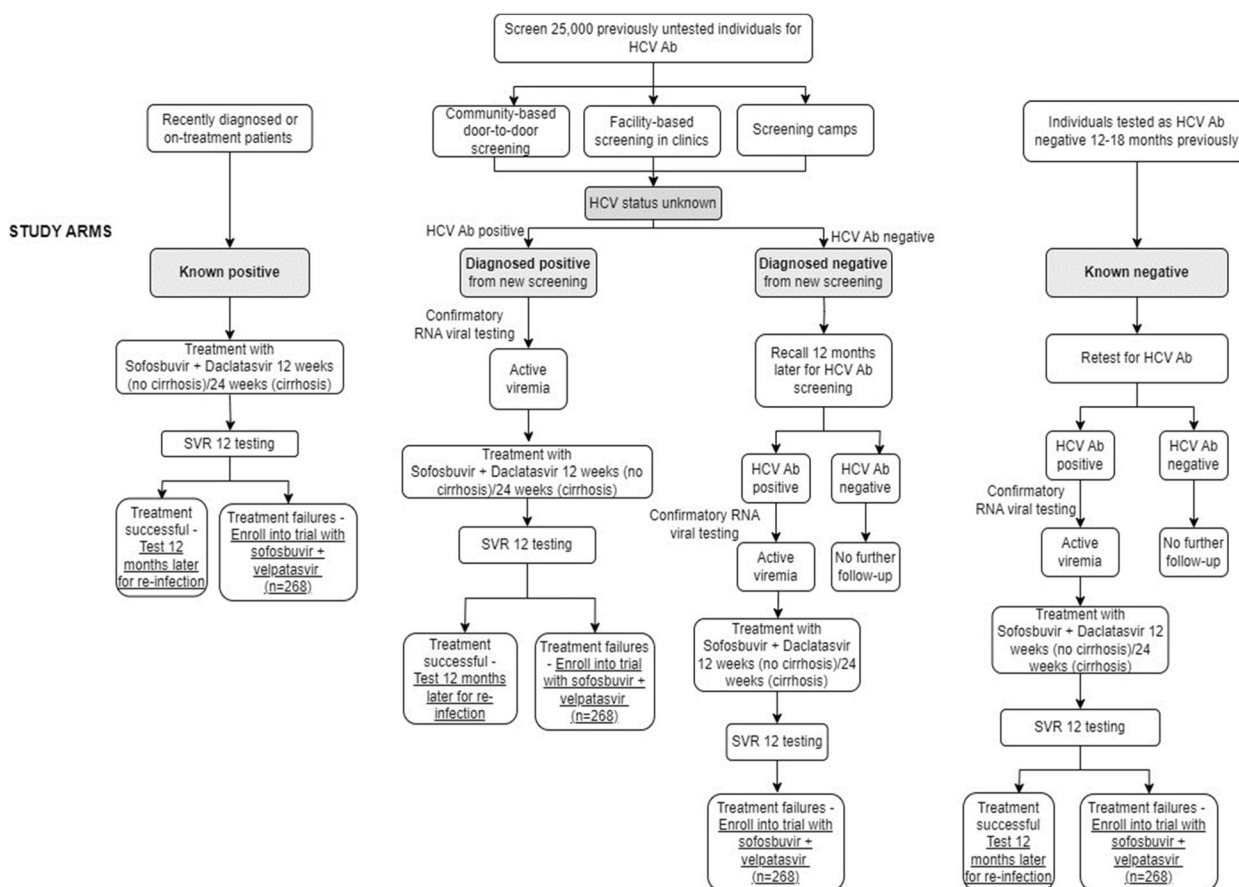 Screen 25,000 previously untested individuals for
HCV Ab
Recently diagnosed or
on-treatment patients
Community-based
door-to-door
screening
Facility-based
screening in clinics
Screening camps
Individuals tested as HCV Ab
negative 12-18 months previously
HCV status unknown
STUDY ARMS
HCV Ab positive
HCV Ab negative
Known positive
Diagnosed positive
from new screening
Diagnosed negative
from new screening
Known negative
Treatment with
Sofosbuvir + Daclatasvir 12 weeks
(no cirrhosis)/24 weeks (cirrhosis)
SVR 12 testing
Treatment
successful -
Test 12
months later
for re-infection
Treatment failures -
Enroll into trial with
sofosbuvir +
velpatasvir
(n=268)
Confirmatory
RNA viral testing
Active
viremia
Treatment with
Sofosbuvir + Daclatasvir 12 weeks (no
cirrhosis)/24 weeks (cirrhosis)
SVR 12 testing
Treatment
successful -
Test 12 months
later for re-
infection
Treatment failures
- Enroll into trial
with sofosbuvir +
velpatasvir
(n=268)
Recall 12 months
later for HCV Ab
screening
HCV Ab
positive
HCV Ab
negative
Confirmatory RNA
viral testing
Active
viremia
No further
follow-up
Treatment with
Sofosbuvir + Daclatasvir
12 weeks (no cirrhosis)/24
weeks (cirrhosis)
SVR 12 testing
Treatment failures -
Enroll into trial with
sofosbuvir +
velpatasvir
(n=268)
Retest for HCV Ab
HCV Ab
positive
HCV Ab
negative
Confirmatory
RNA viral testing
Active
viremia
No further
follow-up
Treatment with
Sofosbuvir + Daclatasvir 12
weeks (no cirrhosis)/24
weeks (cirrhosis)
SVR 12 testing
Treatment
successful
Test 12
months later
for re-infection
Treatment failures -
Enroll into trial with
sofosbuvir +
velpatasvir
(n=268)